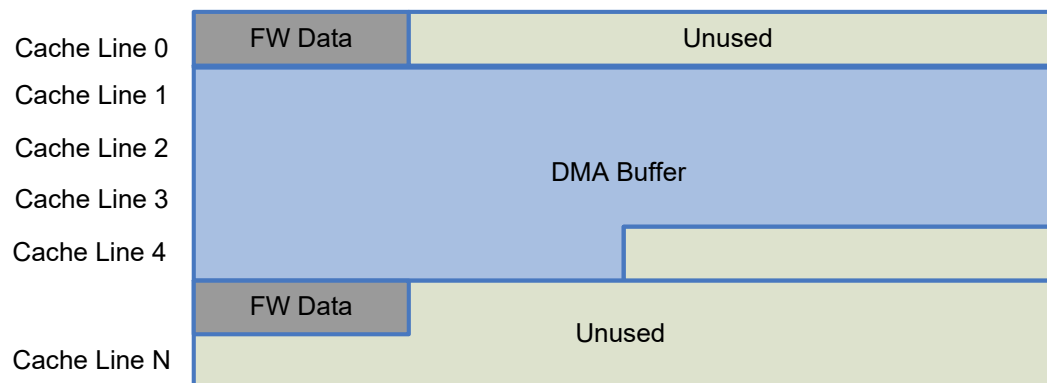 Cache Line 0
FW Data
Unused
Cache Line 1
Cache Line 2
DMA Buffer
Cache Line 3
Cache Line 4
FW Data
Unused
Cache Line N